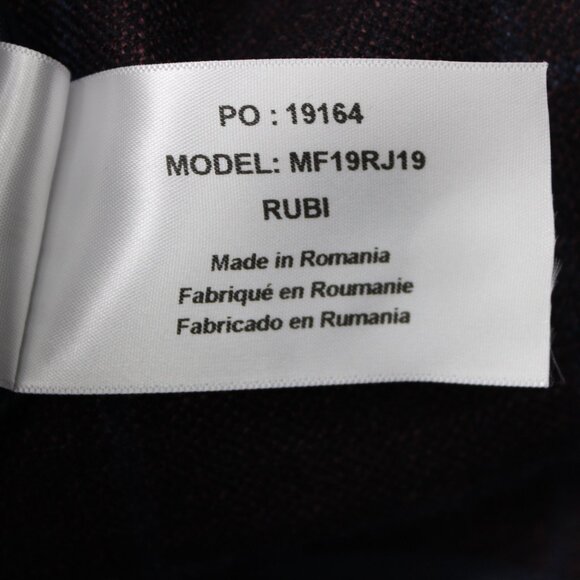 PO : 19164
MODEL: MF19RJ19
RUBI
Made in Romania
Fabriqué en Roumanie
Fabricado en Rumania